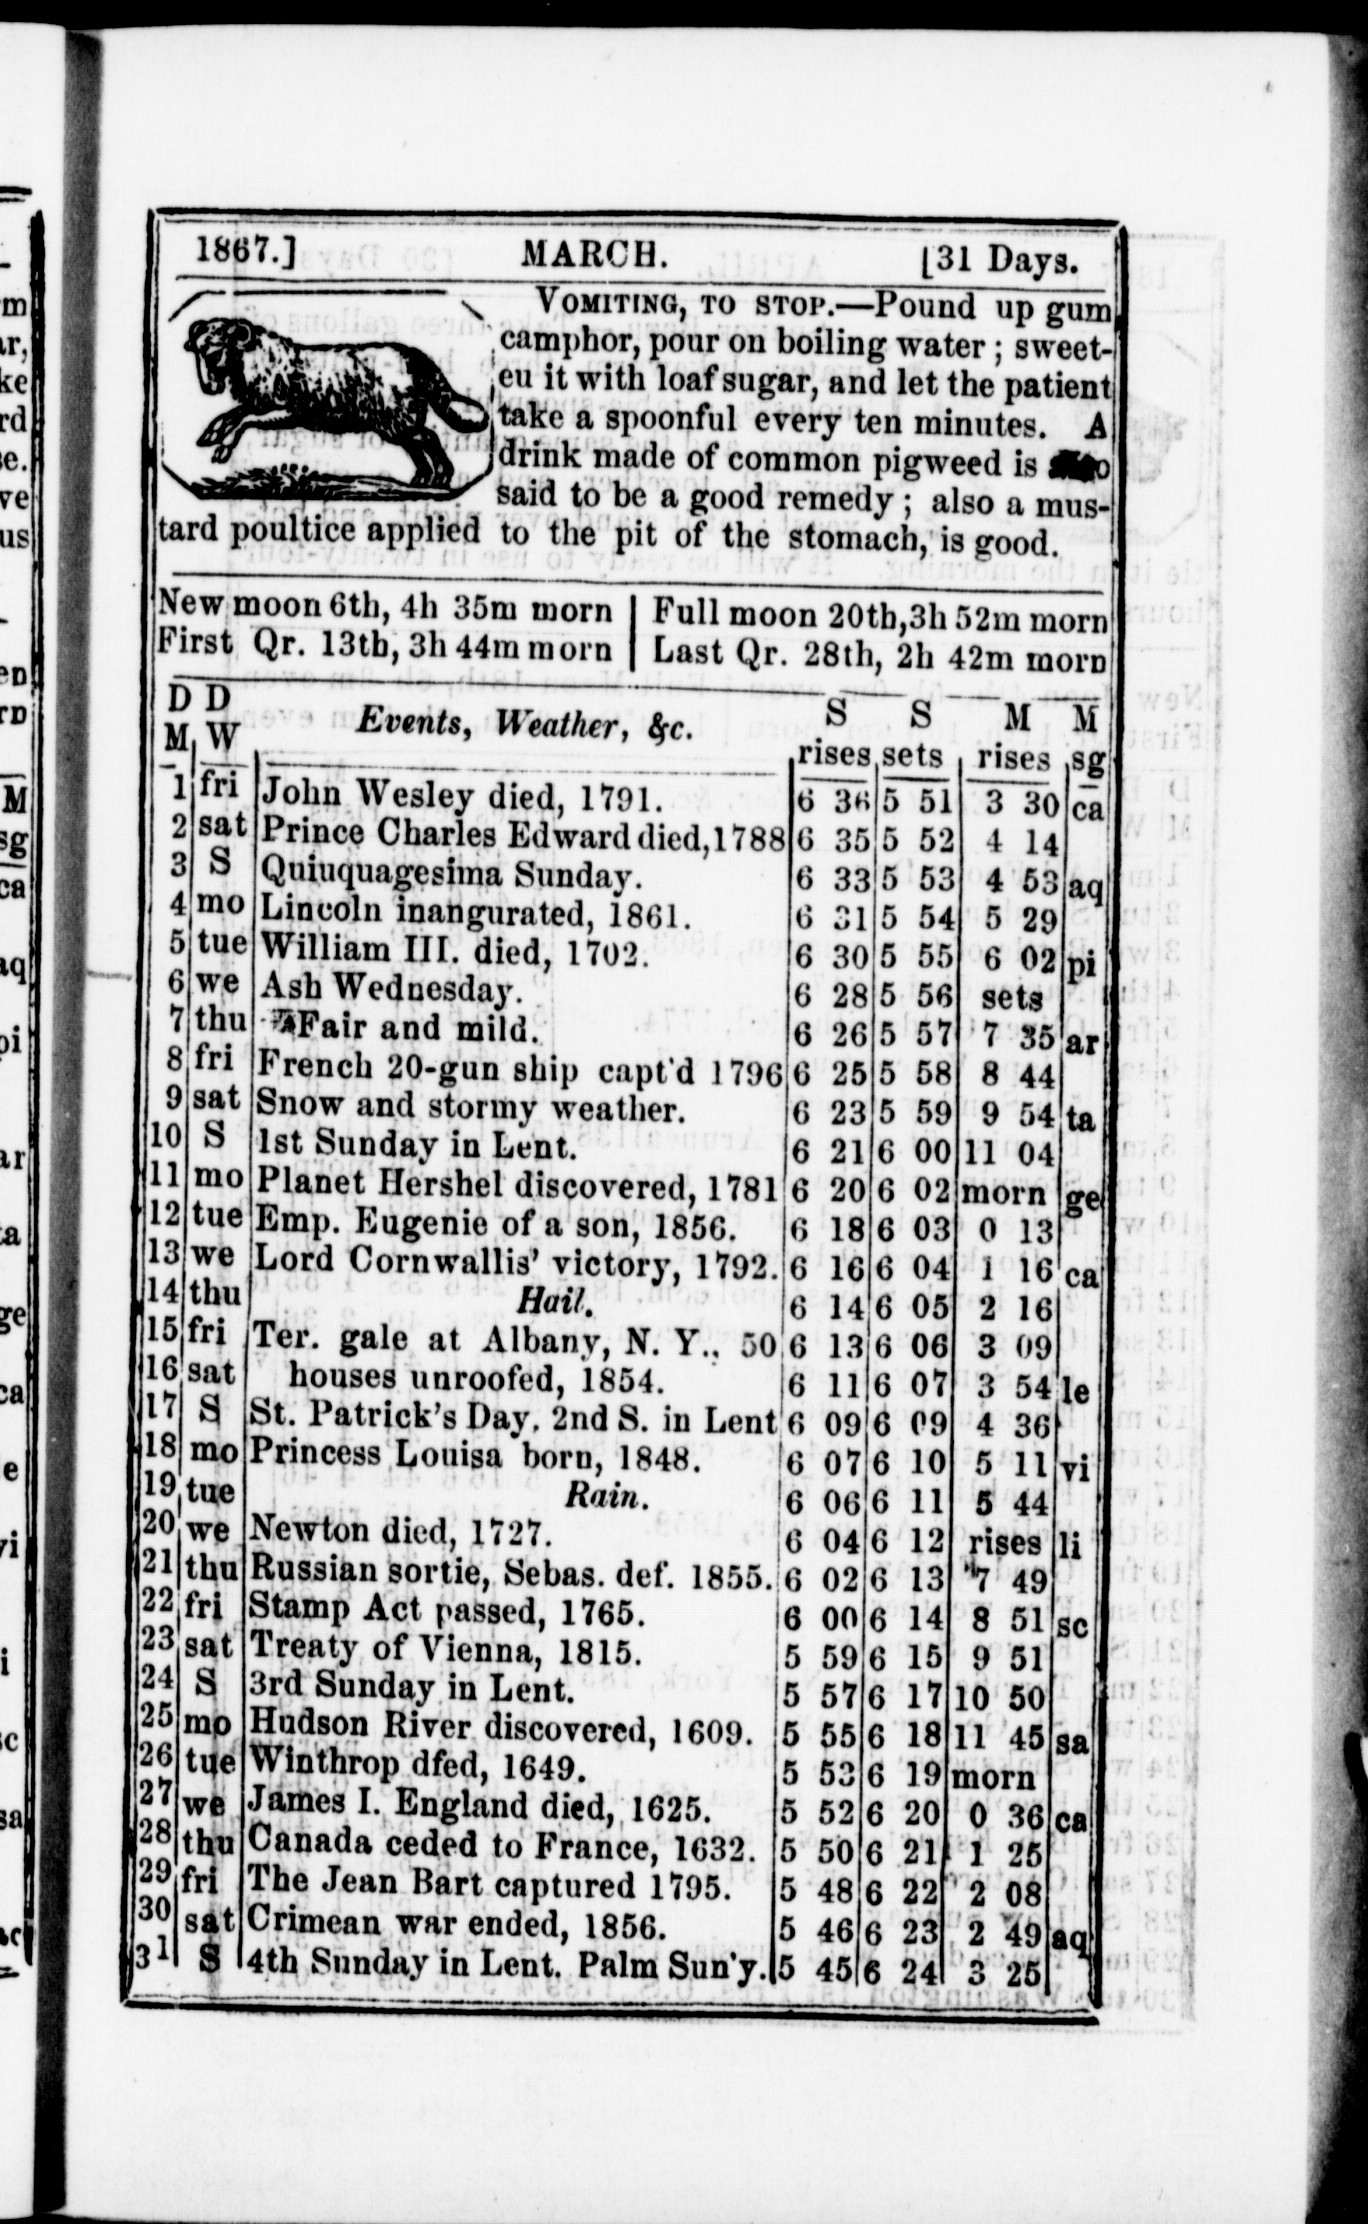 1867.] MARCH. [31 Days.
VOMITING, TO STOP.—Pound up gum
camphor, pour on boiling water; sweet-
eu it with loaf sugar, and let the patient
take a spoonful every ten minutes. A
drink made of common pigweed is
said to be a good remedy; also a mus-
tard poultice applied to the pit of the stomach, is good.
New moon 6th, 4h 35m morn | Full moon 20th, 3h 52m morn
First Qr. 13th, 3h 44m morn | Last Qr. 28th, 2h 42m morn
D D Events, Weather, &c. S S M M
M W rises sets rises sg
1 fri John Wesley died, 1791. 6 36 5 51 3 30 ca
2 sat Prince Charles Edward died, 1788 6 35 5 52 4 14
3 S Quiuquagesima Sunday. 6 33 5 53 4 53 aq
4 mo Lincoln inangurated, 1861. 6 31 5 54 5 29
5 tue William III. died, 1702. 6 30 5 55 6 02 pi
6 we Ash Wednesday. 6 28 5 56 sets
7 thu Fair and mild. 6 26 5 57 7 35 ar
8 fri French 20-gun ship capt'd 1796 6 25 5 58 8 44
9 sat Snow and stormy weather. 6 23 5 59 9 54 ta
10 S 1st Sunday in Lent. 6 21 6 00 11 04
11 mo Planet Hershel discovered, 1781 6 20 6 02 morn ge
12 tue Emp. Eugenie of a son, 1856. 6 18 6 03 0 13
13 we Lord Cornwallis' victory, 1792. 6 16 6 04 1 16 ca
14 thu Hail. 6 14 6 05 2 16
15 fri Ter. gale at Albany, N. Y., 50 6 13 6 06 3 09
16 sat houses unroofed, 1854. 6 11 6 07 3 54 le
17 S St. Patrick's Day. 2nd S. in Lent 6 09 6 09 4 36
18 mo Princess Louisa born, 1848. 6 07 6 10 5 11 vi
19 tue Rain. 6 06 6 11 5 44
20 we Newton died, 1727. 6 04 6 12 rises li
21 thu Russian sortie, Sebas. def. 1855. 6 02 6 13 7 49
22 fri Stamp Act passed, 1765. 6 00 6 14 8 51 sc
23 sat Treaty of Vienna, 1815. 5 59 6 15 9 51
24 S 3rd Sunday in Lent. 5 57 6 17 10 50
25 mo Hudson River discovered, 1609. 5 55 6 18 11 45 sa
26 tue Winthrop dfed, 1649. 5 53 6 19 morn
27 we James I. England died, 1625. 5 52 6 20 0 36 ca
28 thu Canada ceded to France, 1632. 5 50 6 21 1 25
29 fri The Jean Bart captured 1795. 5 48 6 22 2 08
30 sat Crimean war ended, 1856. 5 46 6 23 2 49 aq
31 S 4th Sunday in Lent. Palm Sun'y. 5 45 6 24 3 25